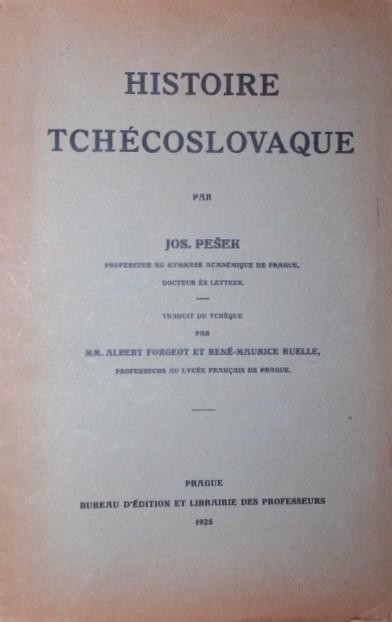 HISTOIRE
TCHÉCOSLOVAQUE
PAR
JOS. PEŠEK
PROFESSEUR AU GYMNASE ACADÉMIQUE DE PRAGUE,
DOCTEUR ÈS LETTRES.
TRADUIT DU TCHÈQUE
PAR
MM. ALBERT FORGEOT ET RENÉ-MAURICE RUELLE,
PROFESSEURS AU LYCÉE FRANÇAIS DE PRAGUE.
PRAGUE
BUREAU D'ÉDITION ET LIBRAIRIE DES PROFESSEURS
1925